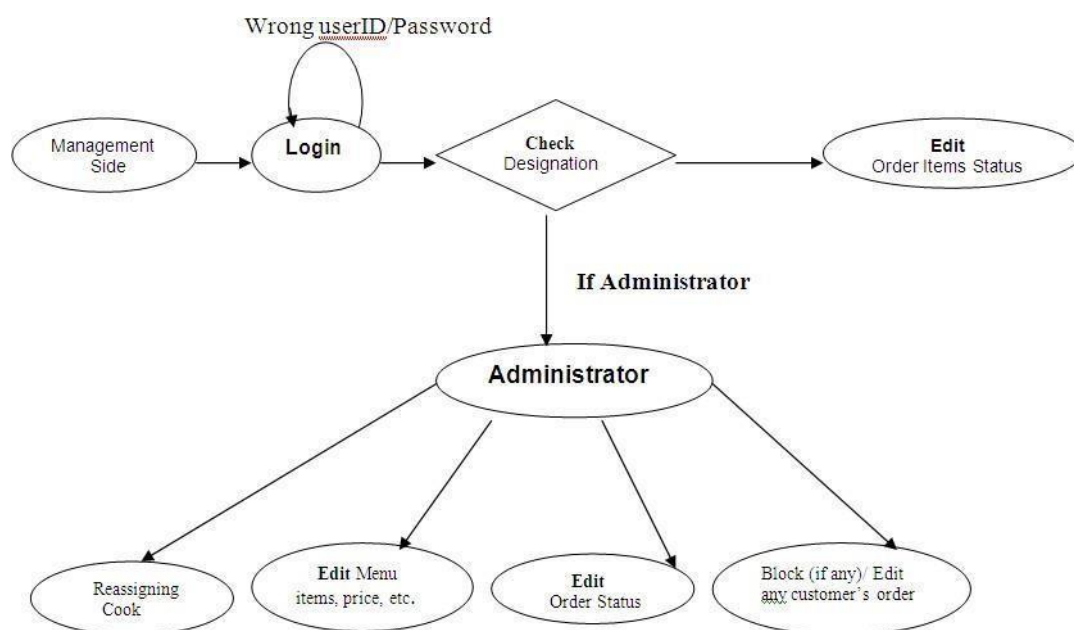 Wrong userID/Password
Management
Side
Login
Check
Designation
Edit
Order Items Status
If Administrator
Administrator
Reassigning
Cook
Edit Menu
items, price, etc.
Edit
Order Status
Block (if any)/ Edit
any customer's order